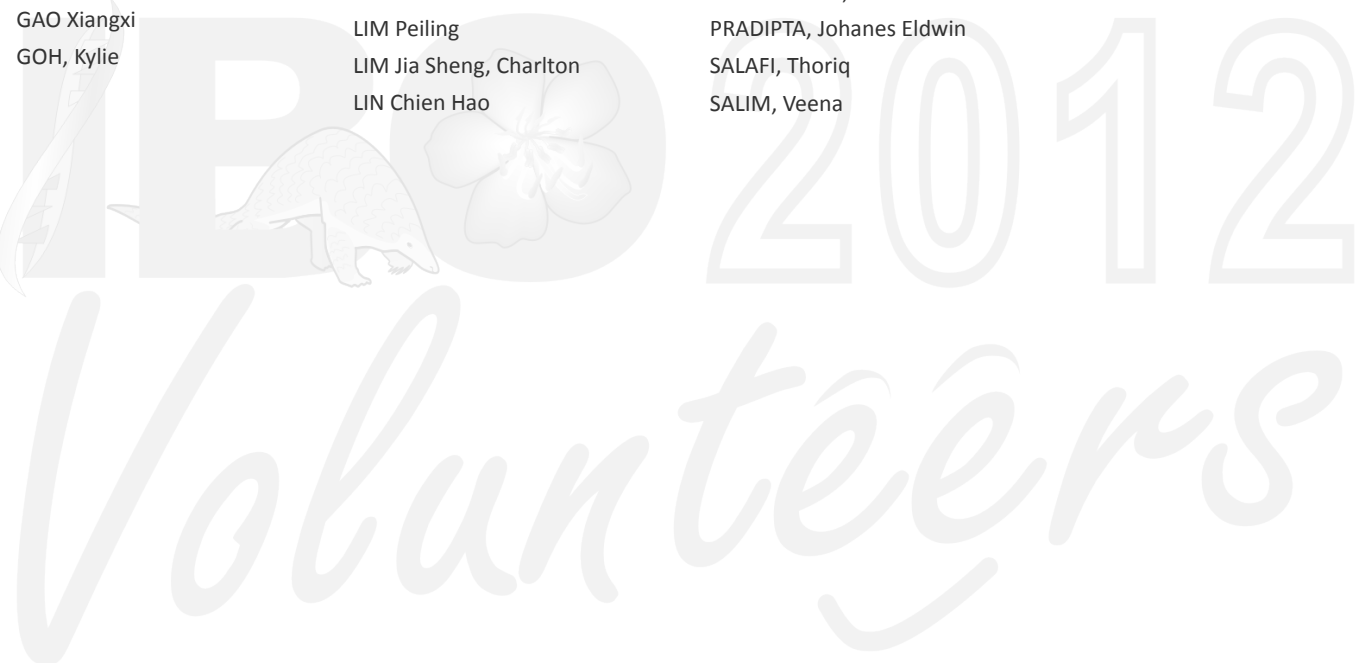 GAO Xiangxi
GOH, Kylie
LIM Peiling
LIM Jia Sheng, Charlton
LIN Chien Hao
PRADIPTA, Johanes Eldwin
SALAFI, Thoriq
SALIM, Veena
IBO 2012
Volunteers